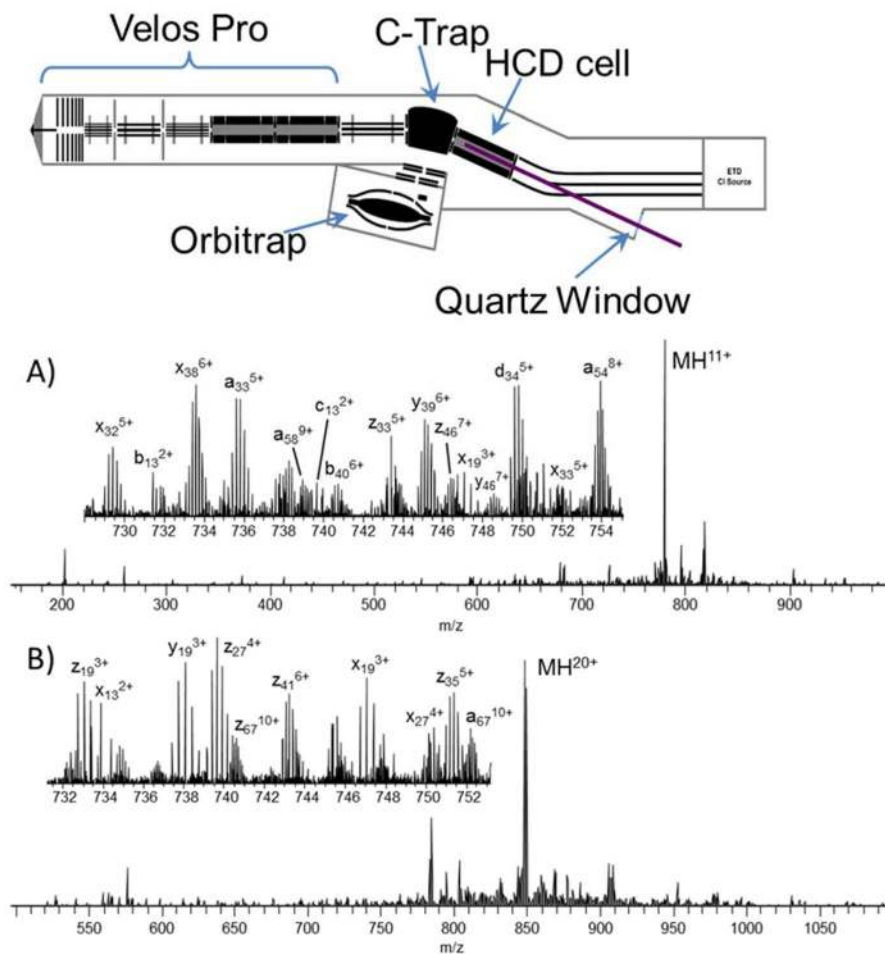 Velos Pro
C-Trap
HCD cell
ETD
CI Source
Orbitrap
Quartz Window
A)
x₃₂⁵⁺
b₁₃²⁺
x₃₈⁶⁺
a₃₃⁵⁺
a₅₈⁹⁺
c₁₃²⁺
b₄₀⁶⁺
z₃₃⁵⁺
y₃₉⁶⁺
z₄₆⁷⁺
x₁₉³⁺
y₄₆⁷⁺
d₃₄⁵⁺
x₃₃⁵⁺
a₅₄⁸⁺
MH¹¹⁺
730 732 734 736 738 740 742 744 746 748 750 752 754
200 300 400 500 600 700 800 900
m/z
B)
z₁₉³⁺
x₁₃²⁺
y₁₉³⁺
z₂₇⁴⁺
z₆₇¹⁰⁺
z₄₁⁶⁺
x₁₉³⁺
x₂₇⁴⁺
z₃₅⁵⁺
a₆₇¹⁰⁺
MH²⁰⁺
732 734 736 738 740 742 744 746 748 750 752
550 600 650 700 750 800 850 900 950 1000 1050
m/z